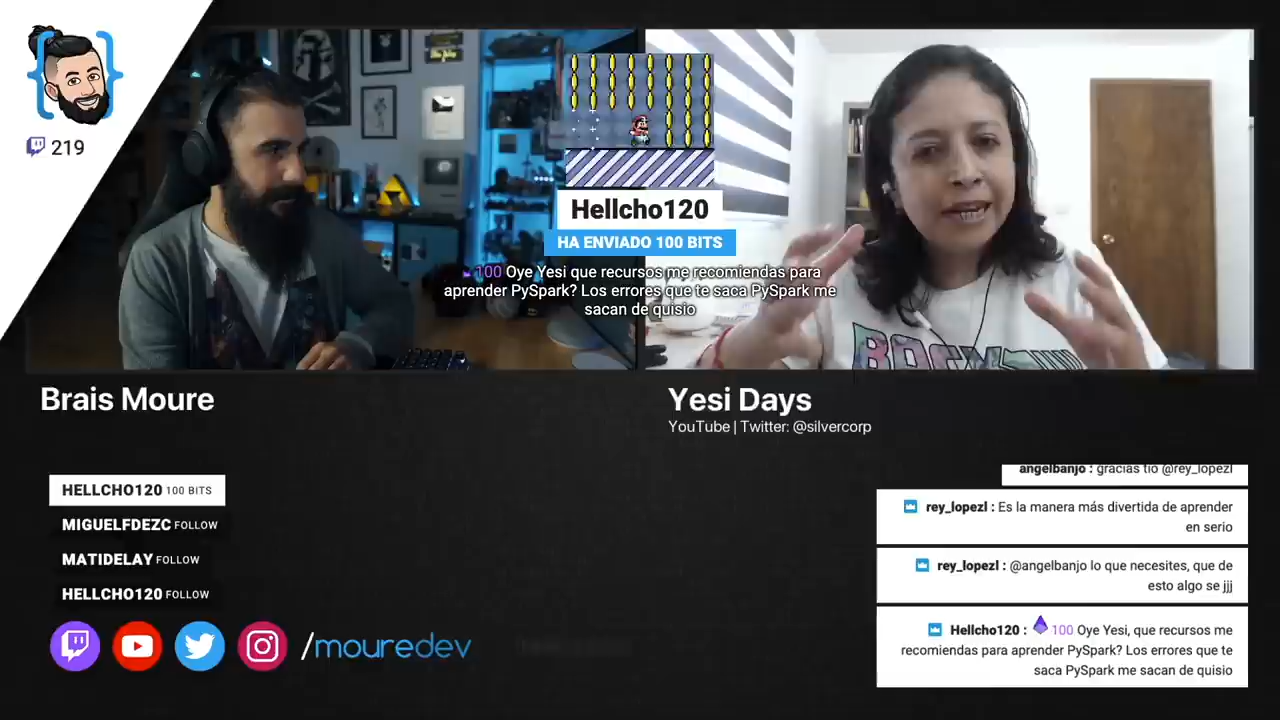 219
Hellcho120
HA ENVIADO 100 BITS
100 Oye Yesi que recursos me recomiendas para
aprender PySpark? Los errores que te saca PySpark me
sacan de quisio
Brais Moure
Yesi Days
YouTube | Twitter: @silvercorp
HELLCHO120 100 BITS
MIGUELFDEZC FOLLOW
MATIDELAY FOLLOW
HELLCHO120 FOLLOW
/mouredev
angelbanjo : gracias tio @rey_lopezl
rey_lopezl : Es la manera más divertida de aprender
en serio
rey_lopezl : @angelbanjo lo que necesites, que de
esto algo se jjj
Hellcho120 : 100 Oye Yesi, que recursos me
recomiendas para aprender PySpark? Los errores que te
saca PySpark me sacan de quisio